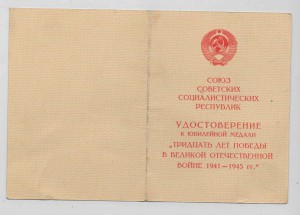 СОЮЗ
СОВЕТСКИХ
СОЦИАЛИСТИЧЕСКИХ
РЕСПУБЛИК
УДОСТОВЕРЕНИЕ
К ЮБИЛЕЙНОЙ МЕДАЛИ
„ТРИДЦАТЬ ЛЕТ ПОБЕДЫ
В ВЕЛИКОЙ ОТЕЧЕСТВЕННОЙ
ВОЙНЕ 1941—1945 гг."